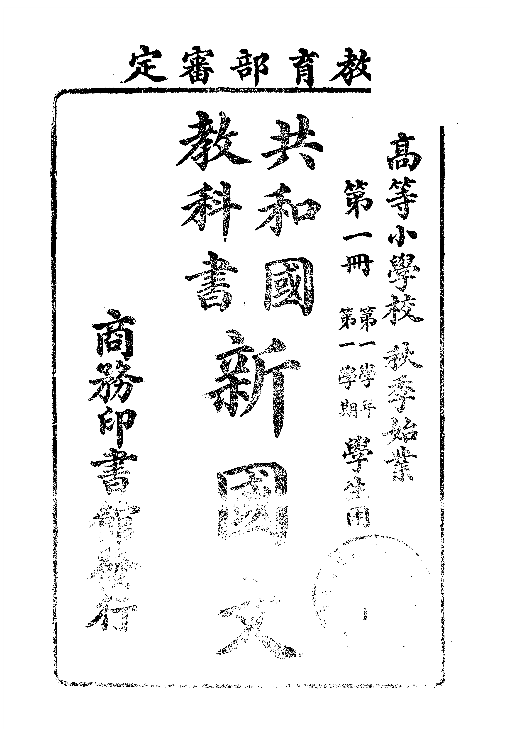 教育部審定
高等小學校 秋季始業
第一冊 第一學年 第一學期 學生用
共和國
教科書
新國文
商務印書館發行